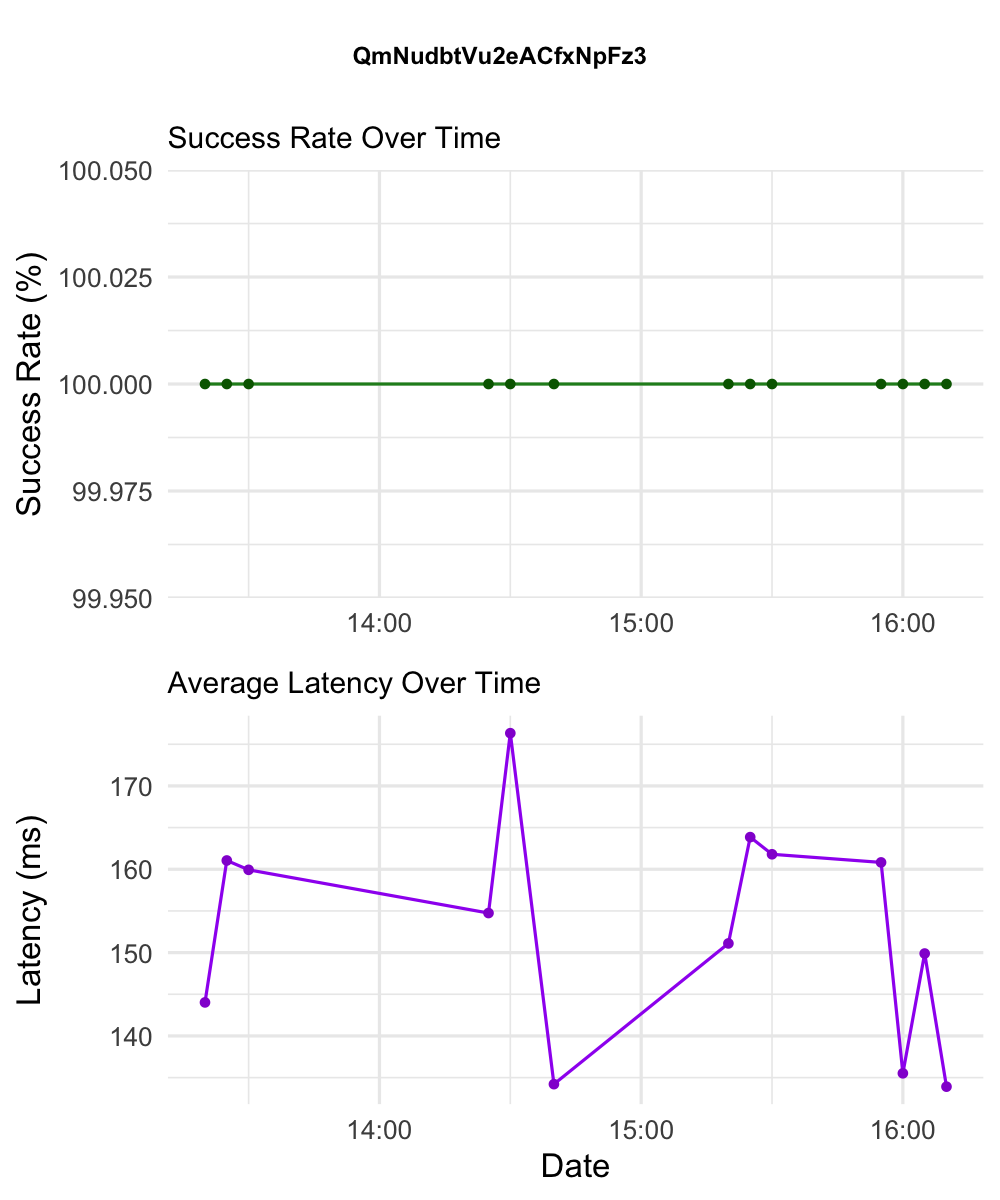 QmNudbtVu2eACfxNpFz3
Success Rate Over Time
Success Rate (%)
100.050
100.025
100.000
99.975
99.950
14:00 15:00 16:00
Average Latency Over Time
Latency (ms)
170
160
150
140
14:00 15:00 16:00
Date